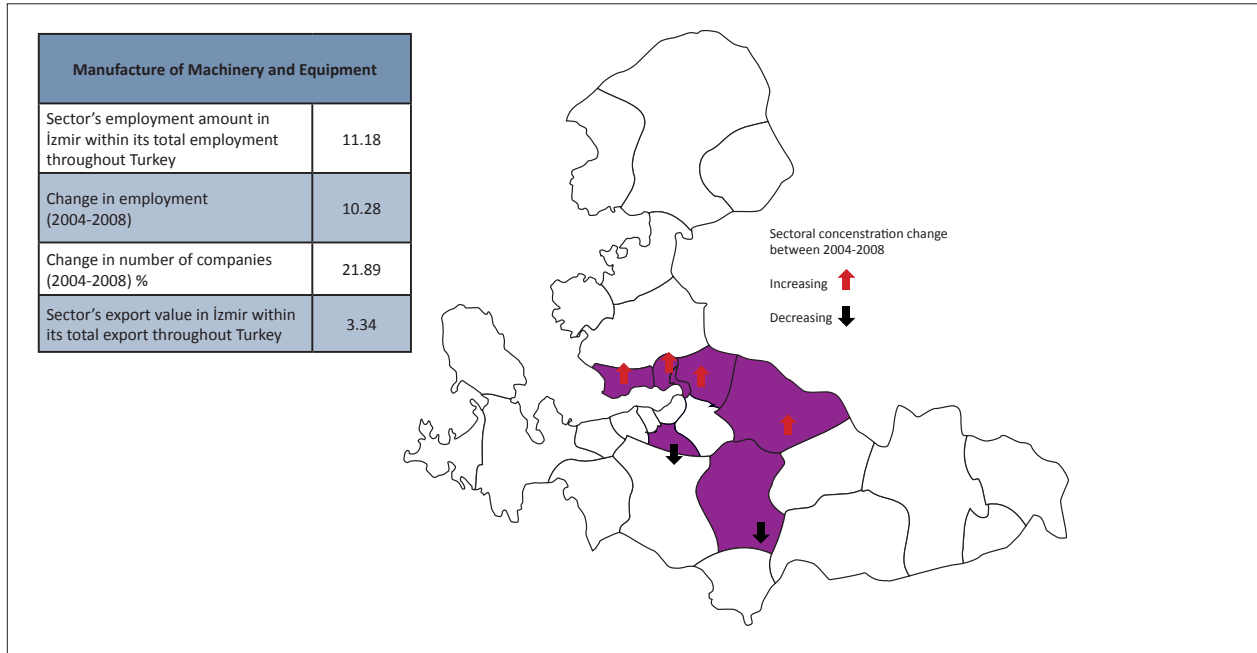 Manufacture of Machinery and Equipment
Sector's employment amount in
İzmir within its total employment
throughout Turkey
11.18
Change in employment
(2004-2008)
10.28
Change in number of companies
(2004-2008) %
21.89
Sector's export value in İzmir within
its total export throughout Turkey
3.34
Sectoral concenstration change
between 2004-2008
Increasing
Decreasing